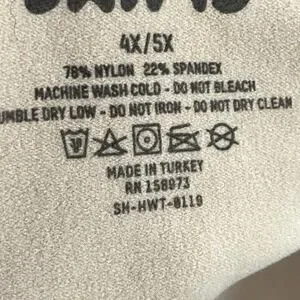 4X/5X
78% NYLON 22% SPANDEX
MACHINE WASH COLD - DO NOT BLEACH
UMBLE DRY LOW - DO NOT IRON - DO NOT DRY CLEAN
MADE IN TURKEY
RN 158973
SH-HWT-0119